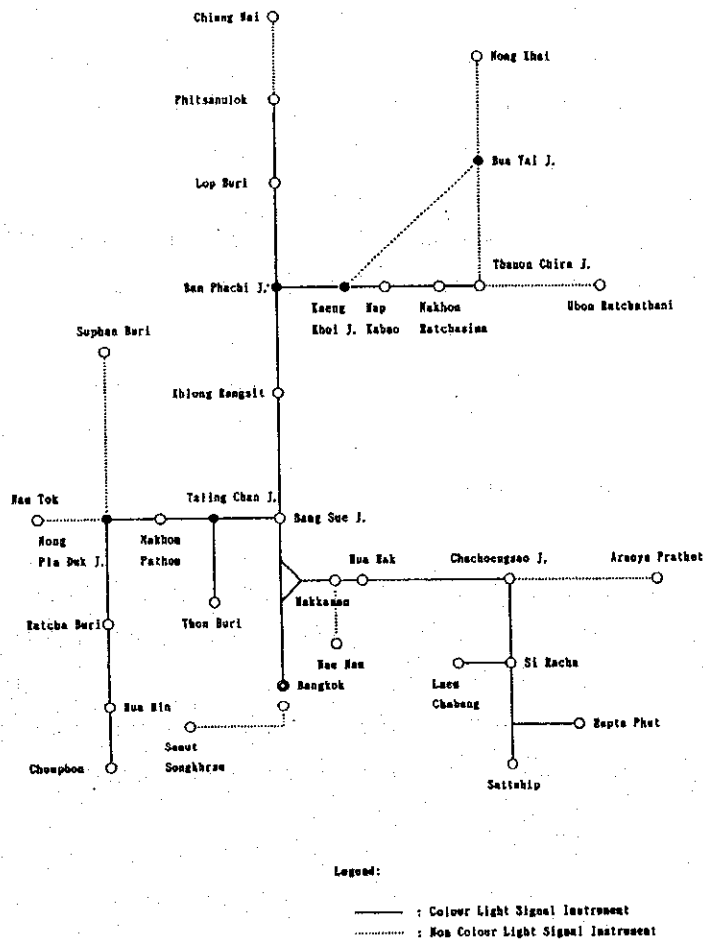 Chiang Mai
Nong Khai
Phitsanulok
Bua Yai J.
Lop Buri
Thanon Chira J.
Ban Phachi J.
Kaeng
Khoi J.
Map
Kabao
Nakhon
Ratchasima
Ubon Ratchathani
Suphan Buri
Khlong Rangsit
Nam Tok
Taling Chan J.
Bang Sue J.
Nong
Pla Duk J.
Nakhon
Pathom
Hua Mak
Chachoengsao J.
Aranya Prathet
Makkasan
Ratcha Buri
Thon Buri
Mae Nam
Si Racha
Laem
Chabang
Bangkok
Hua Hin
Mapta Phut
Samut
Songkhram
Chumphon
Sattahip
Legend:
: Colour Light Signal Instrument
: Non Colour Light Signal Instrument